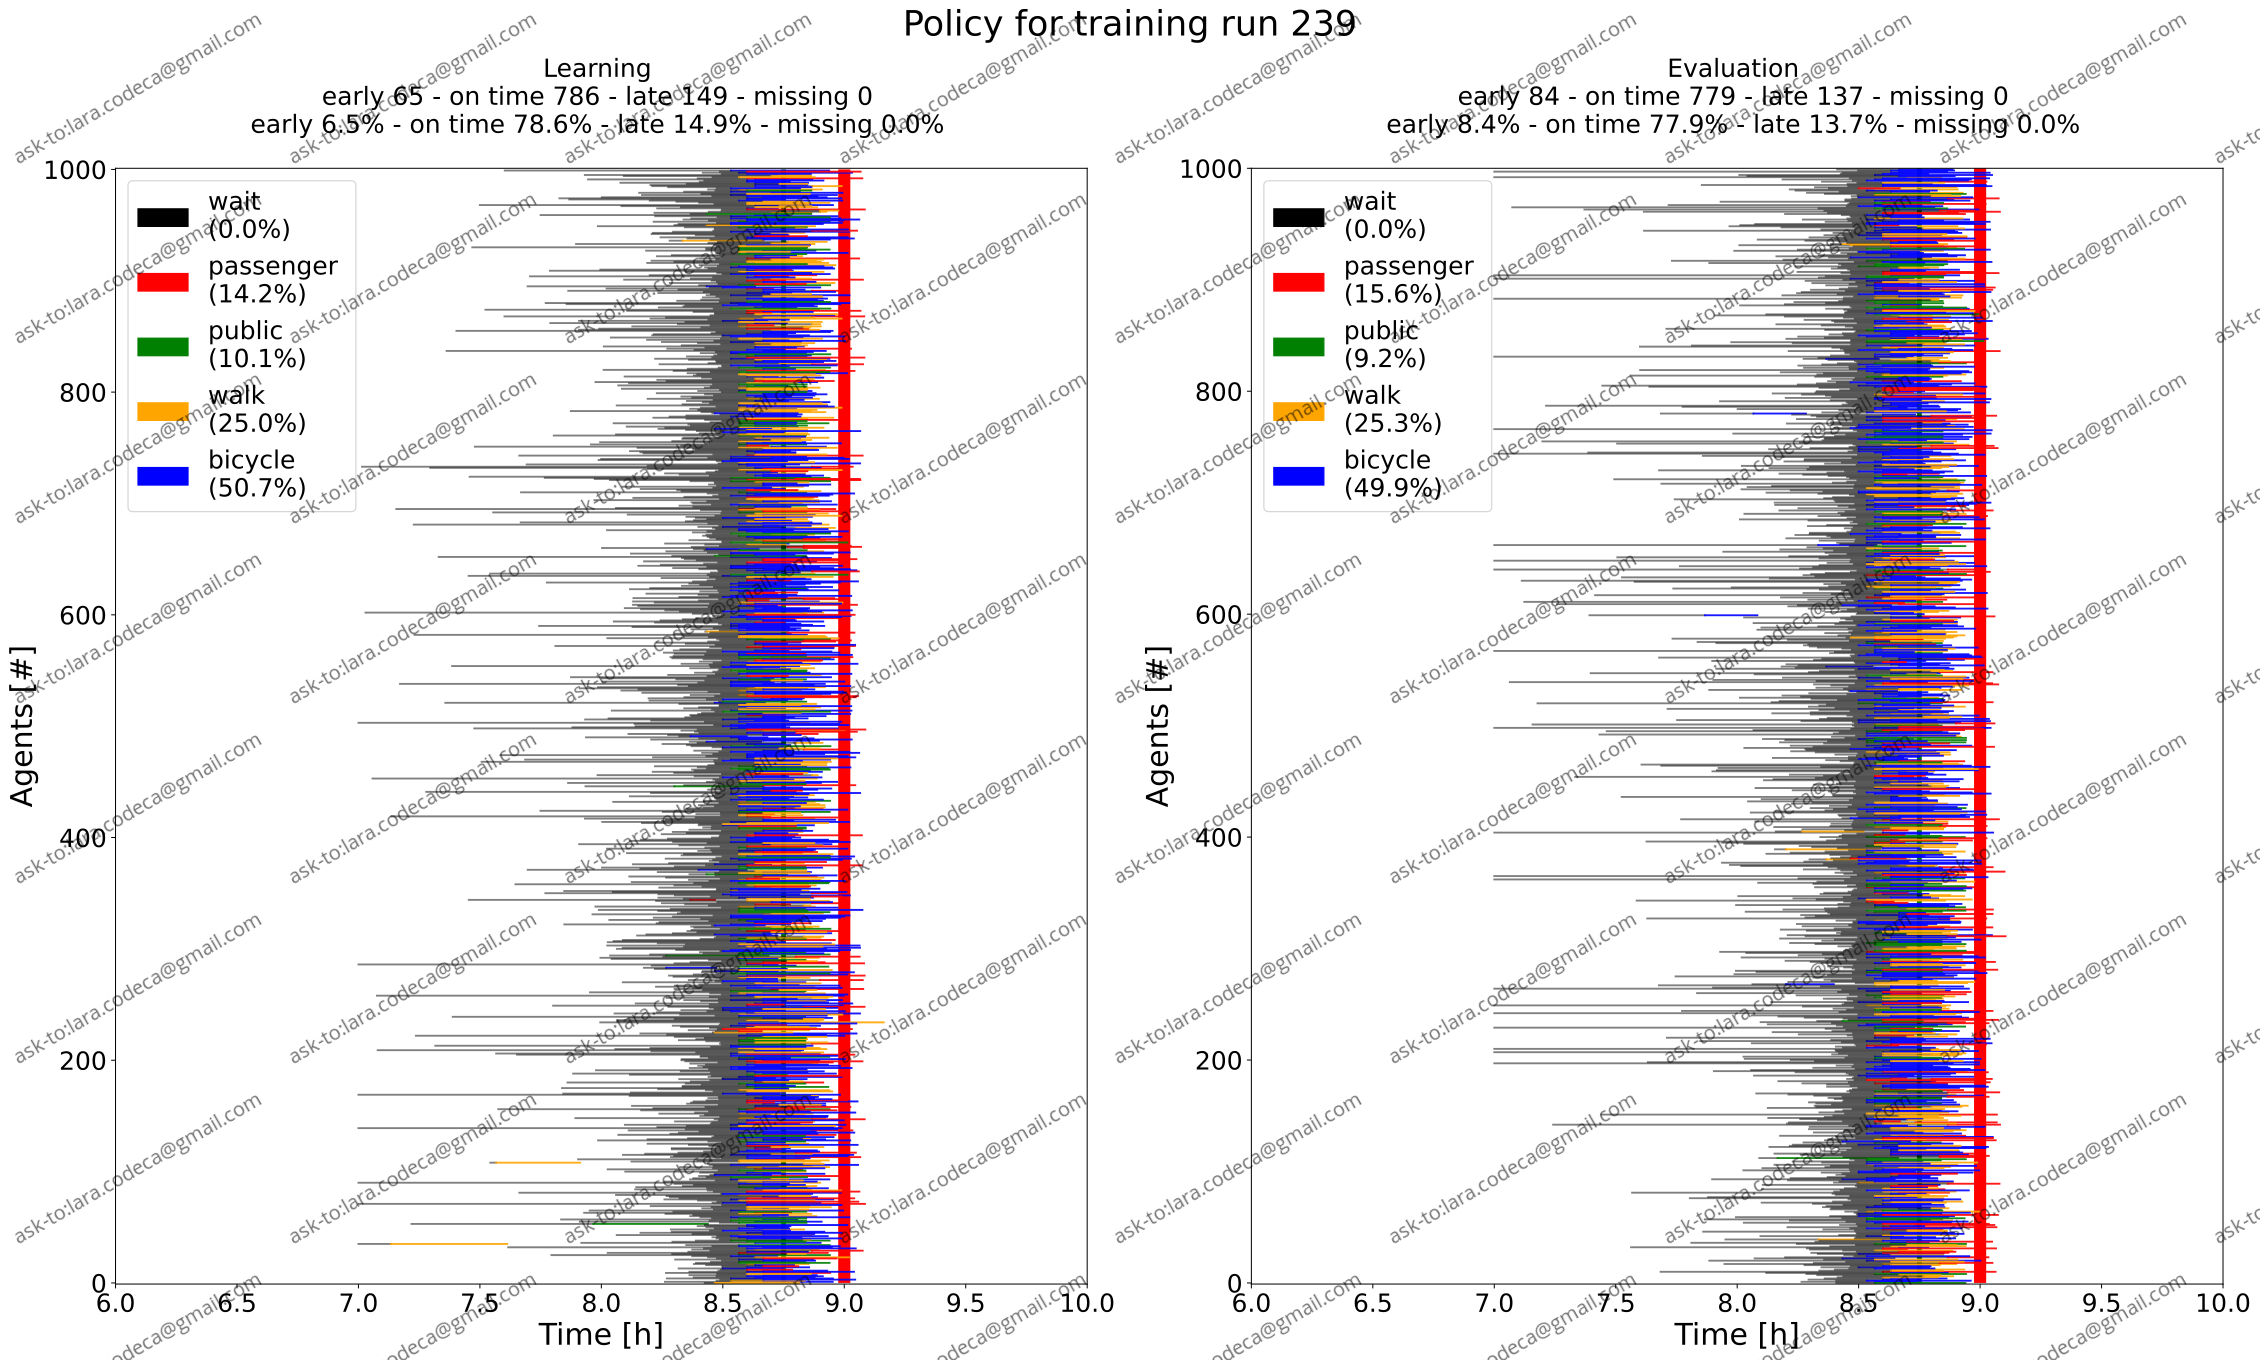 Policy for training run 239
Learning
early 65 - on time 786 - late 149 - missing 0
early 6.5% - on time 78.6% - late 14.9% - missing 0.0%
1000
800
600
400
200
0
Agents [#]
wait
(0.0%)
passenger
(14.2%)
public
(10.1%)
walk
(25.0%)
bicycle
(50.7%)
6.0 6.5 7.0 7.5 8.0 8.5 9.0 9.5 10.0
Time [h]
Evaluation
early 84 - on time 779 - late 137 - missing 0
early 8.4% - on time 77.9% - late 13.7% - missing 0.0%
1000
800
600
400
200
0
Agents [#]
wait
(0.0%)
passenger
(15.6%)
public
(9.2%)
walk
(25.3%)
bicycle
(49.9%)
6.0 6.5 7.0 7.5 8.0 8.5 9.0 9.5 10.0
Time [h]
ask-to:lara.codeca@gmail.com